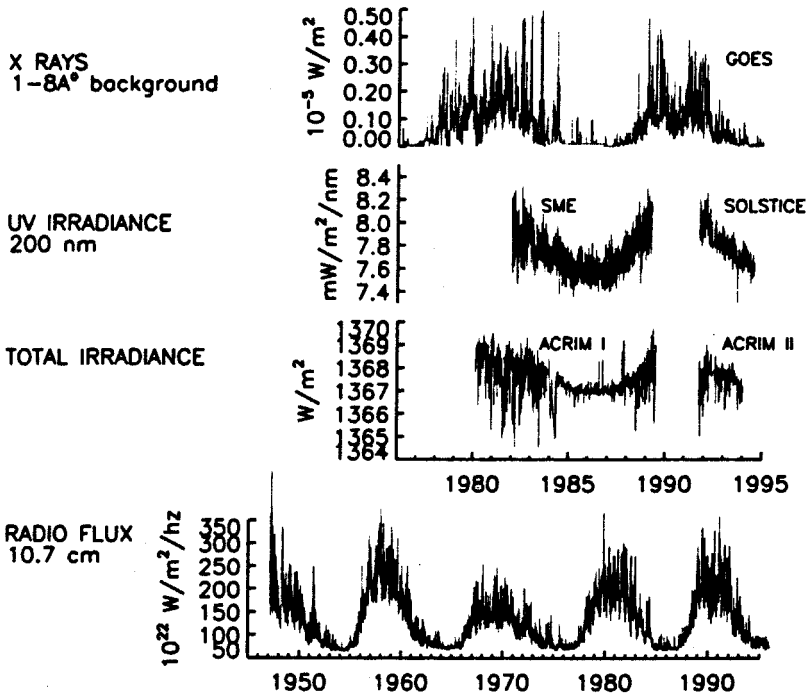 X RAYS
1-8A° background
10⁻⁵ W/m²
0.50
0.40
0.30
0.20
0.10
0.00
GOES
UV IRRADIANCE
200 nm
mW/m²/nm
8.4
8.2
8.0
7.8
7.6
7.4
SME
SOLSTICE
TOTAL IRRADIANCE
W/m²
1370
1369
1368
1367
1366
1365
1364
ACRIM I
ACRIM II
1980
1985
1990
1995
RADIO FLUX
10.7 cm
10²² W/m²/hz
350
300
250
200
150
100
50
1950
1960
1970
1980
1990